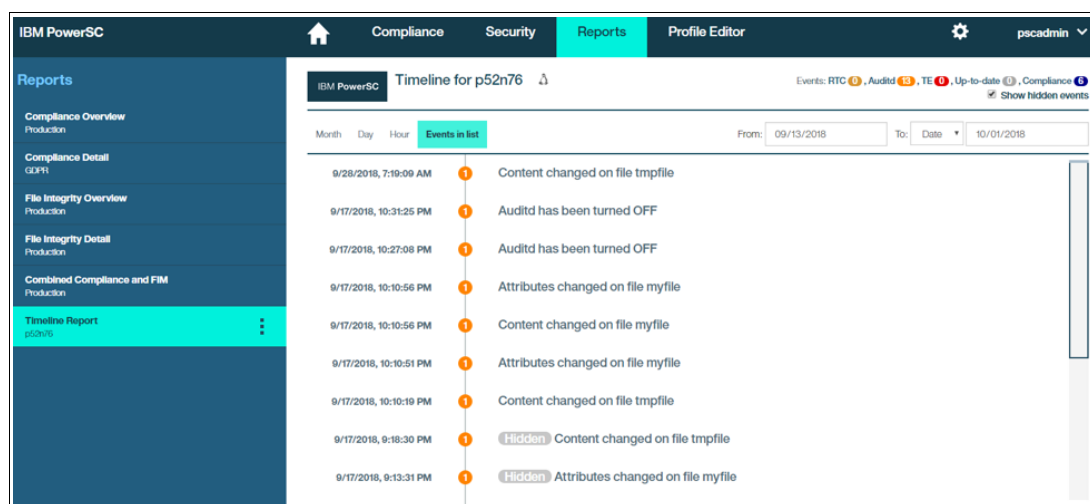 IBM PowerSC
Compliance
Security
Reports
Profile Editor
pscadmin
Reports
Compliance Overview
Production
Compliance Detail
GDPR
File Integrity Overview
Production
File Integrity Detail
Production
Combined Compliance and FIM
Production
Timeline Report
p52n76
IBM PowerSC
Timeline for p52n76
Events: RTC 0 , Auditd 13 , TE 0 , Up-to-date 0 , Compliance 6
Show hidden events
Month Day Hour Events in list
From: 09/13/2018 To: Date 10/01/2018
9/28/2018, 7:19:09 AM 1 Content changed on file tmpfile
9/17/2018, 10:31:25 PM 1 Auditd has been turned OFF
9/17/2018, 10:27:08 PM 1 Auditd has been turned OFF
9/17/2018, 10:10:56 PM 1 Attributes changed on file myfile
9/17/2018, 10:10:56 PM 1 Content changed on file myfile
9/17/2018, 10:10:51 PM 1 Attributes changed on file myfile
9/17/2018, 10:10:19 PM 1 Content changed on file tmpfile
9/17/2018, 9:18:30 PM 1 Hidden Content changed on file tmpfile
9/17/2018, 9:13:31 PM 1 Hidden Attributes changed on file myfile